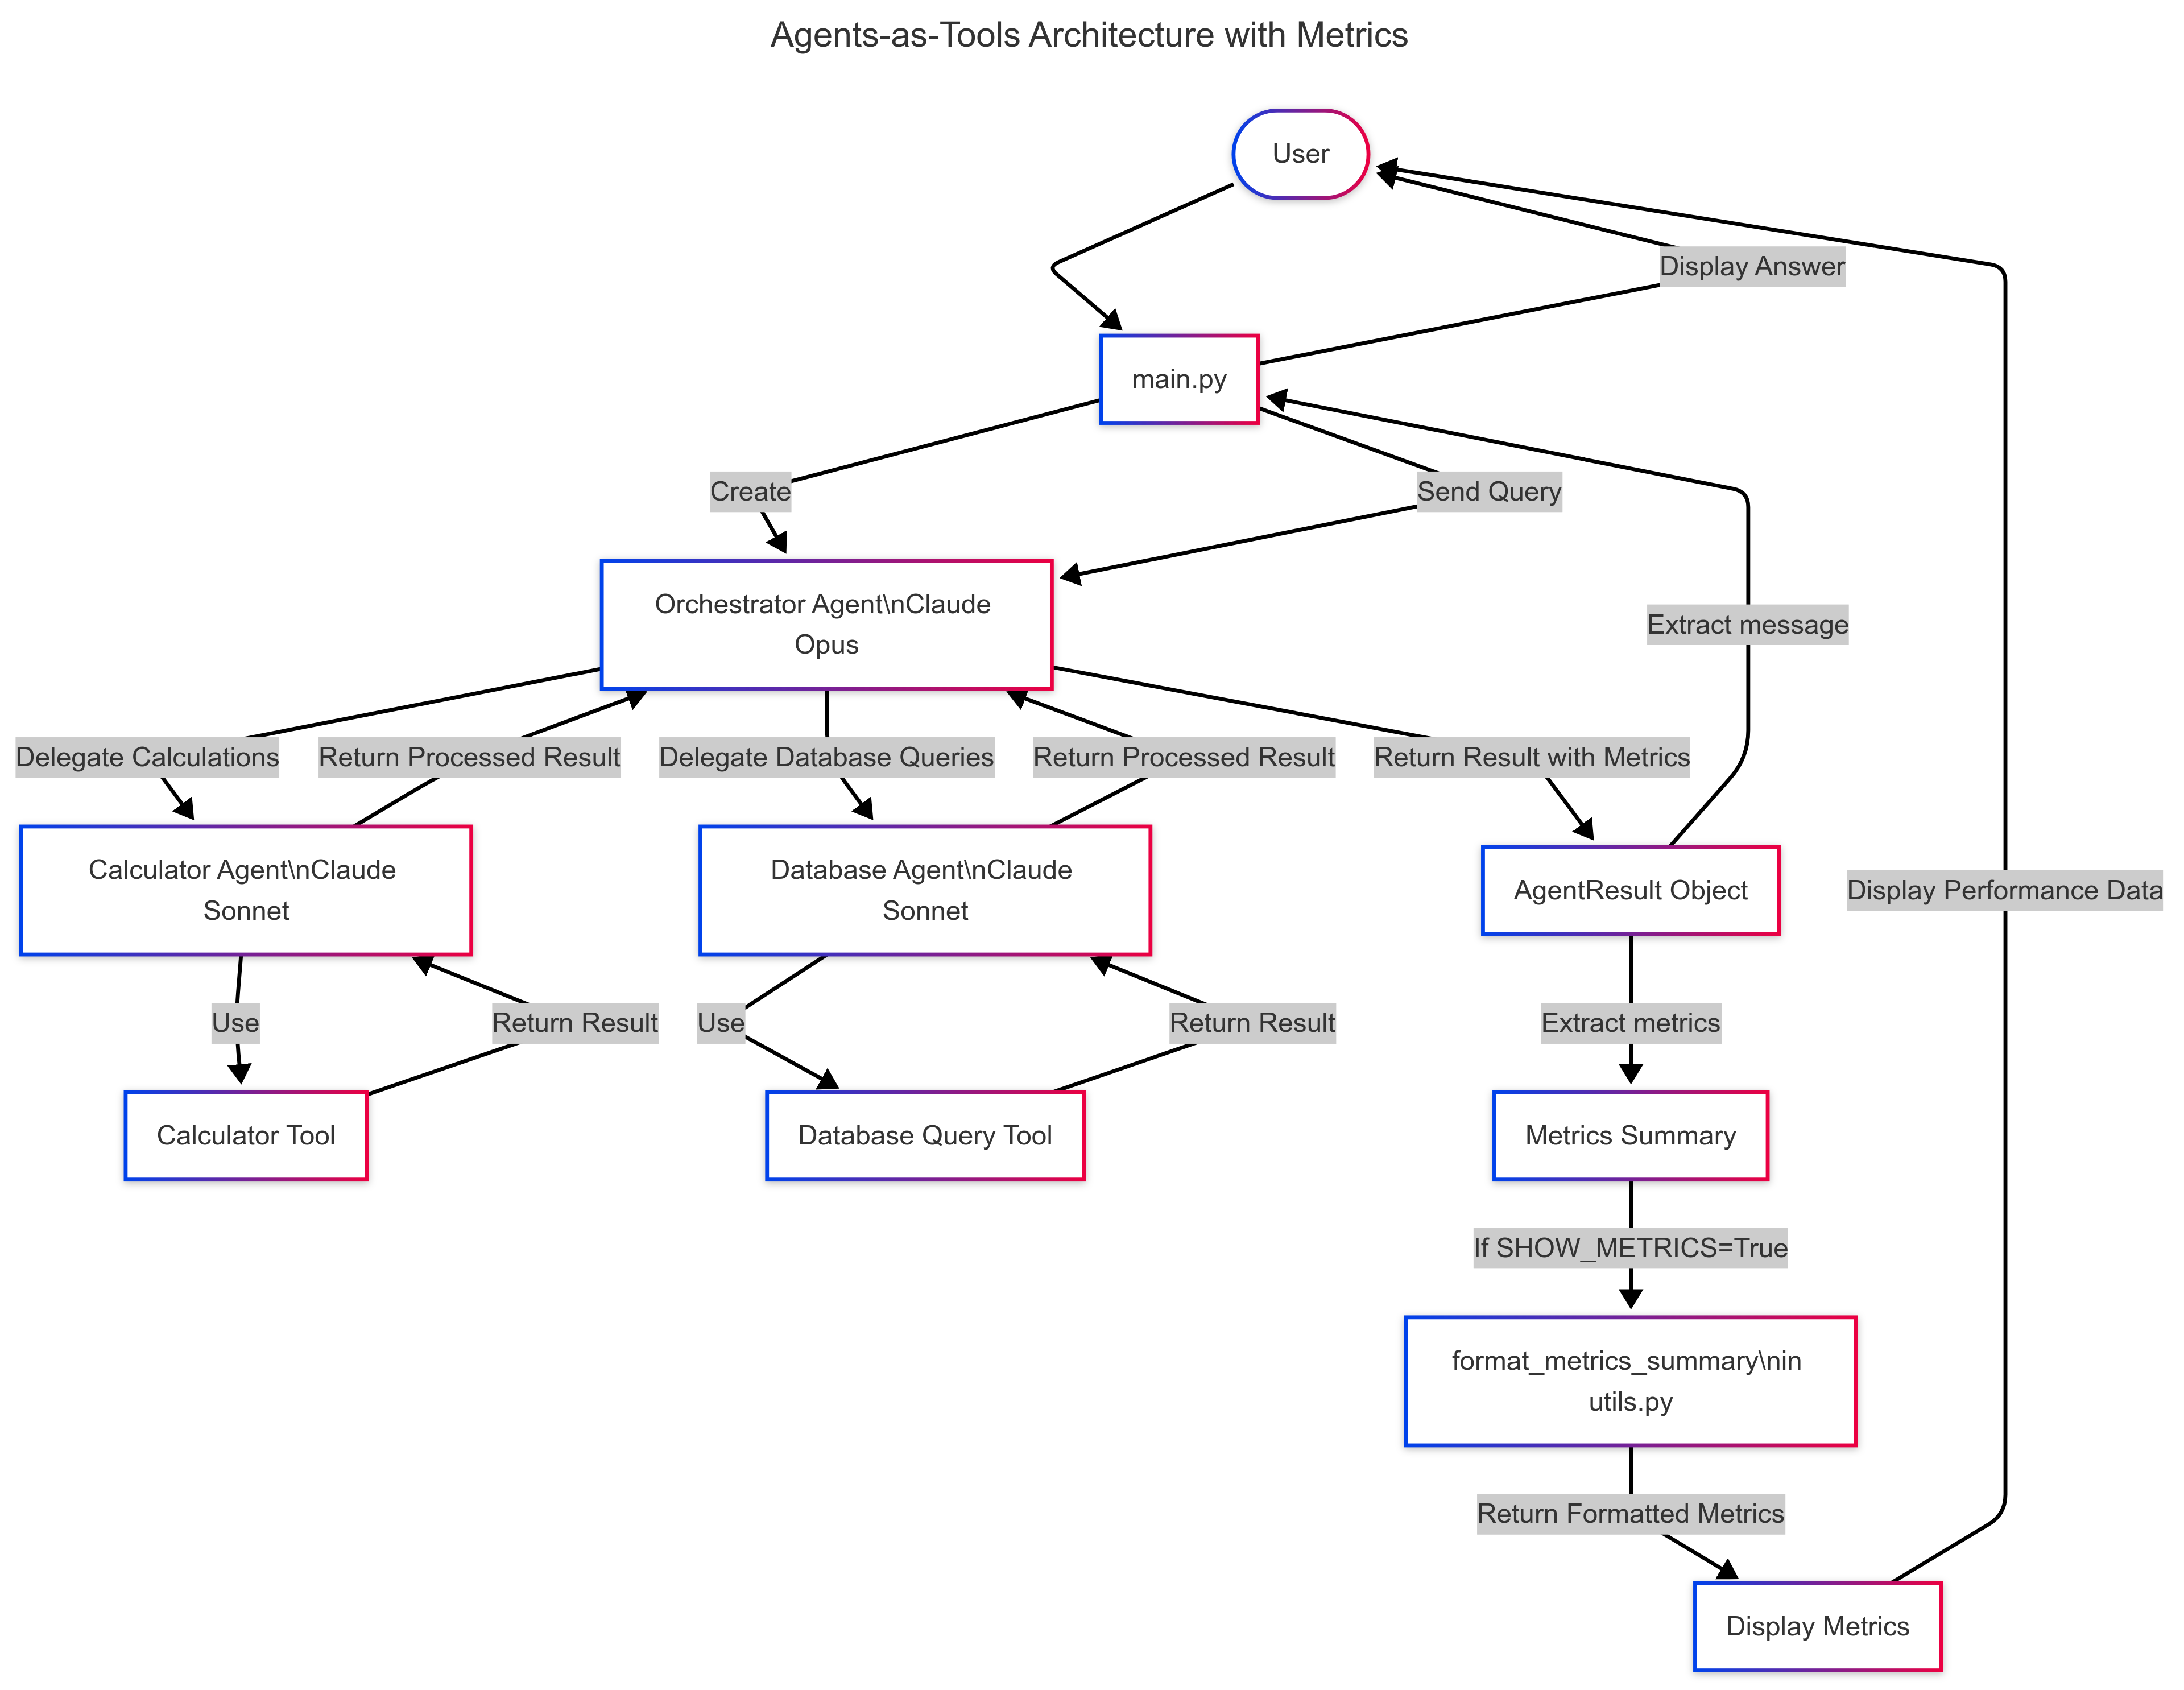 Agents-as-Tools Architecture with Metrics
User
Display Answer
main.py
Create
Send Query
Orchestrator Agent\nClaude
Opus
Extract message
Delegate Calculations
Return Processed Result
Delegate Database Queries
Return Processed Result
Return Result with Metrics
Calculator Agent\nClaude
Sonnet
Database Agent\nClaude
Sonnet
AgentResult Object
Display Performance Data
Use
Return Result
Use
Return Result
Extract metrics
Calculator Tool
Database Query Tool
Metrics Summary
If SHOW_METRICS=True
format_metrics_summary\nin
utils.py
Return Formatted Metrics
Display Metrics